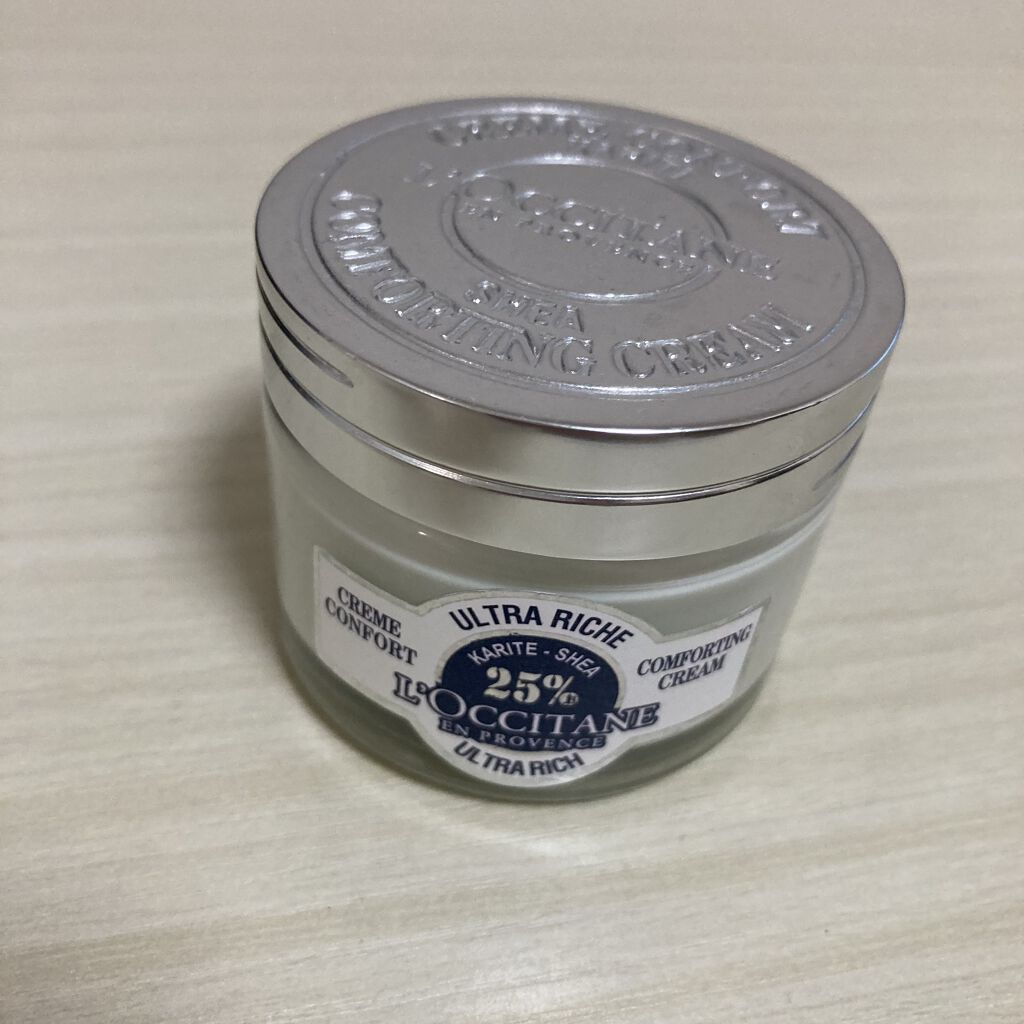 L'OCCITANE
EN PROVENCE
SHEA
COMFORTING CREAM
CREME
CONFORT
ULTRA RICHE
KARITE - SHEA
25%
L'OCCITANE
EN PROVENCE
ULTRA RICH
COMFORTING
CREAM